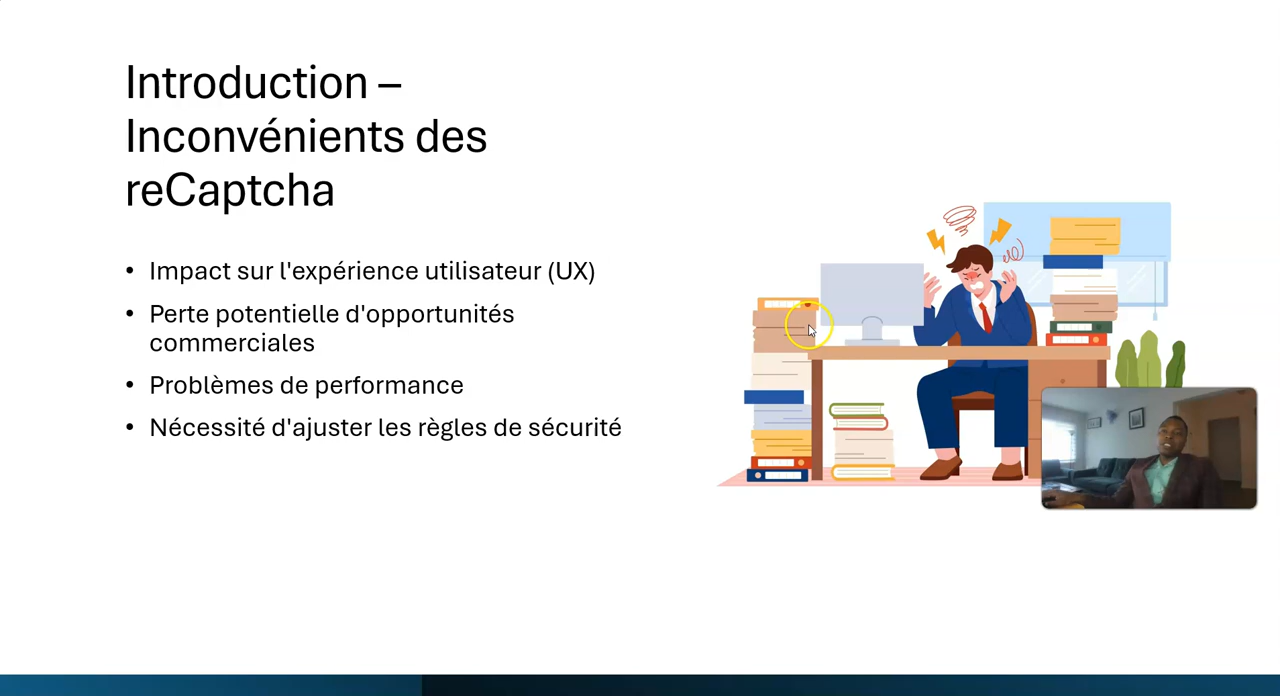 Introduction –
Inconvénients des
reCaptcha
• Impact sur l'expérience utilisateur (UX)
• Perte potentielle d'opportunités
commerciales
• Problèmes de performance
• Nécessité d'ajuster les règles de sécurité